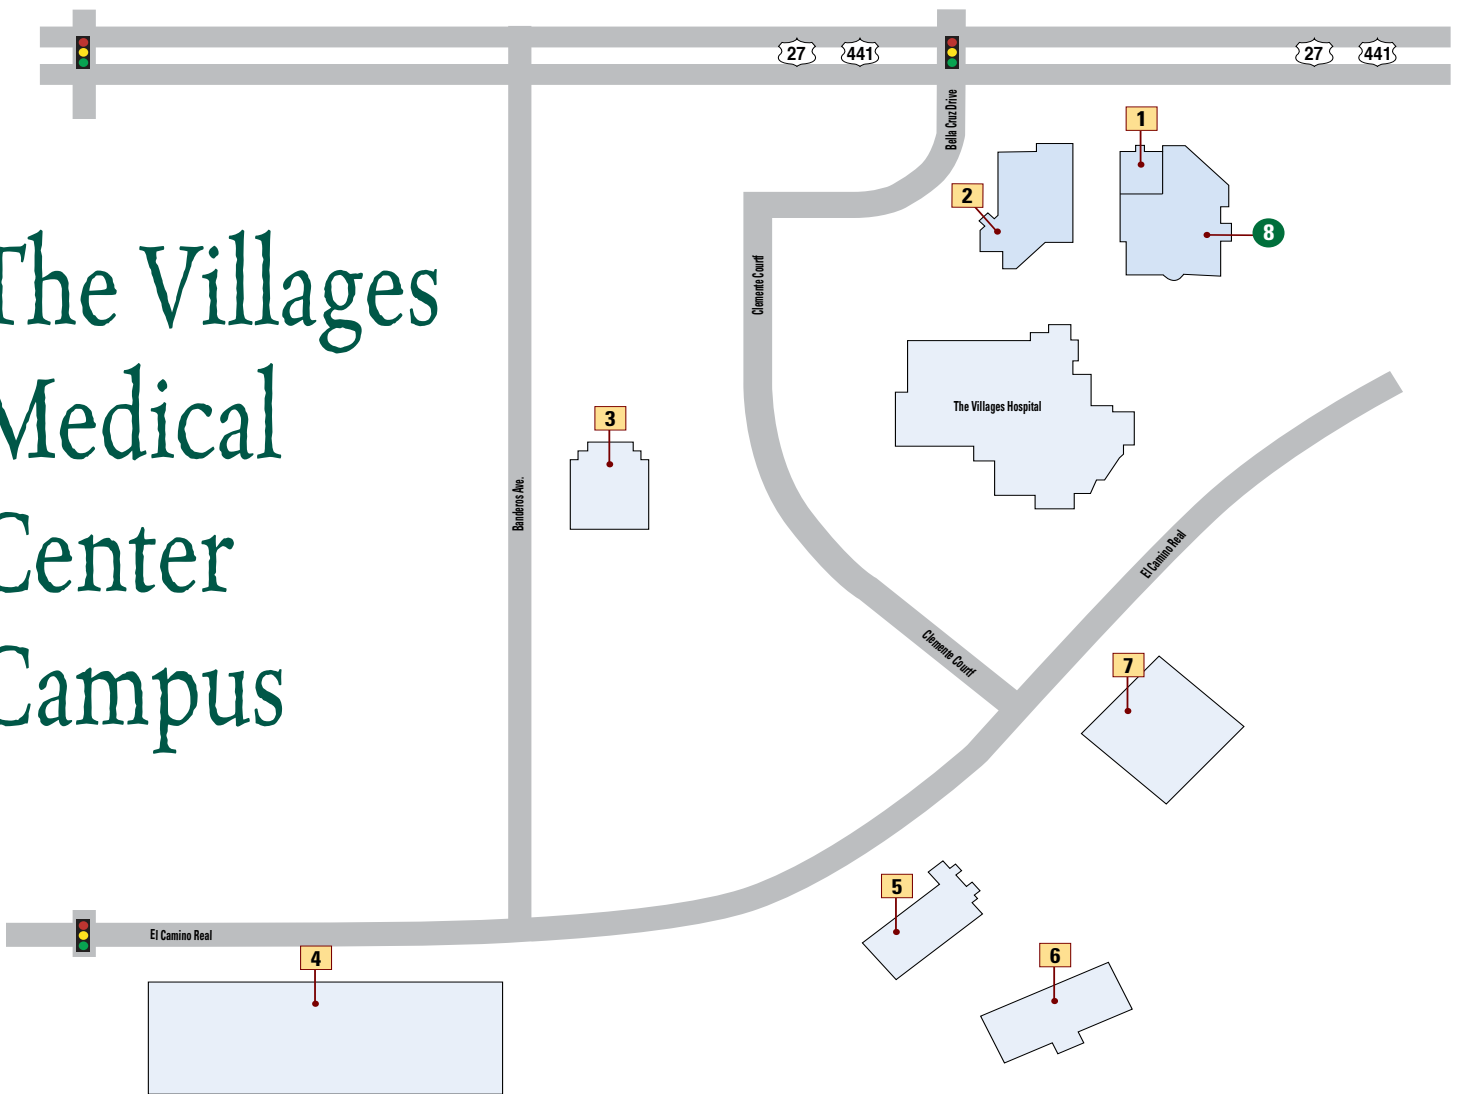 27 441 27 441
Bella Cruz Drive
1
2
8
The Villages
Medical
Center
Campus
Clemente Court
3
The Villages Hospital
Banderos Ave.
El Camino Real
Clemente Court
7
5
El Camino Real
4
6